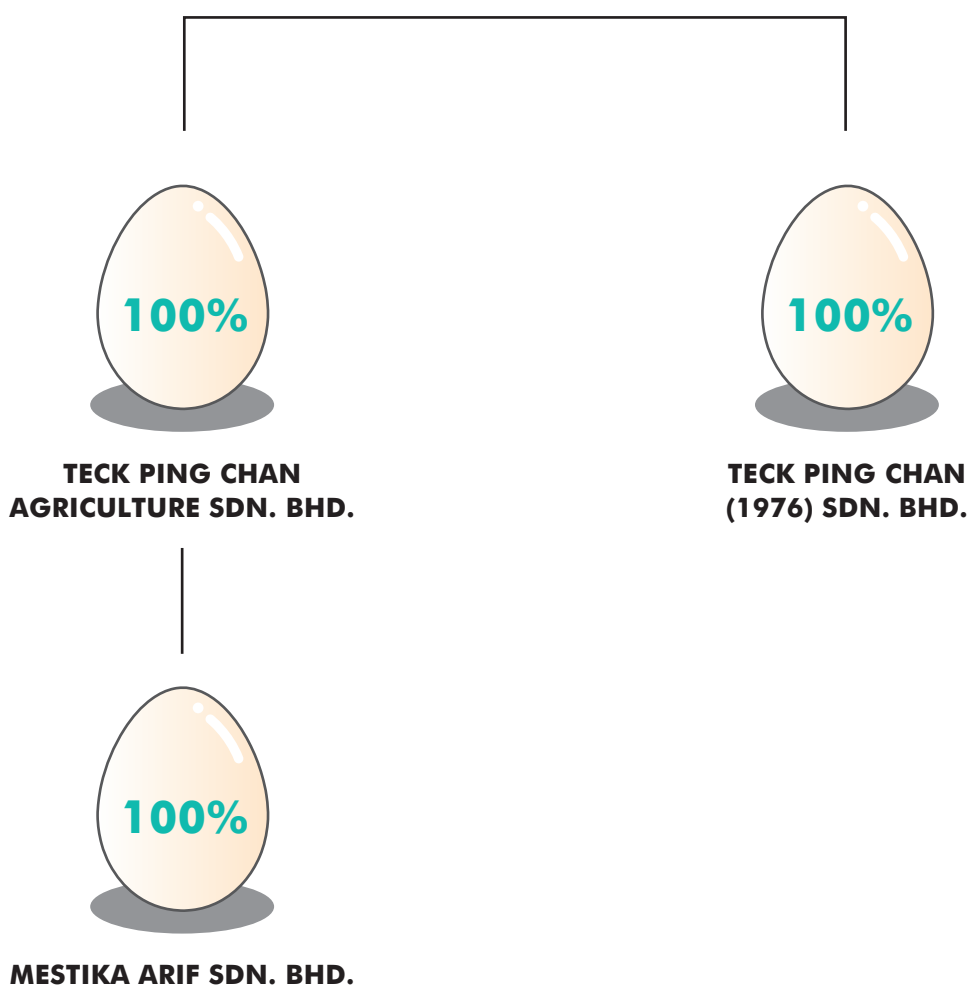 100%
TECK PING CHAN
AGRICULTURE SDN. BHD.
100%
TECK PING CHAN
(1976) SDN. BHD.
100%
MESTIKA ARIF SDN. BHD.